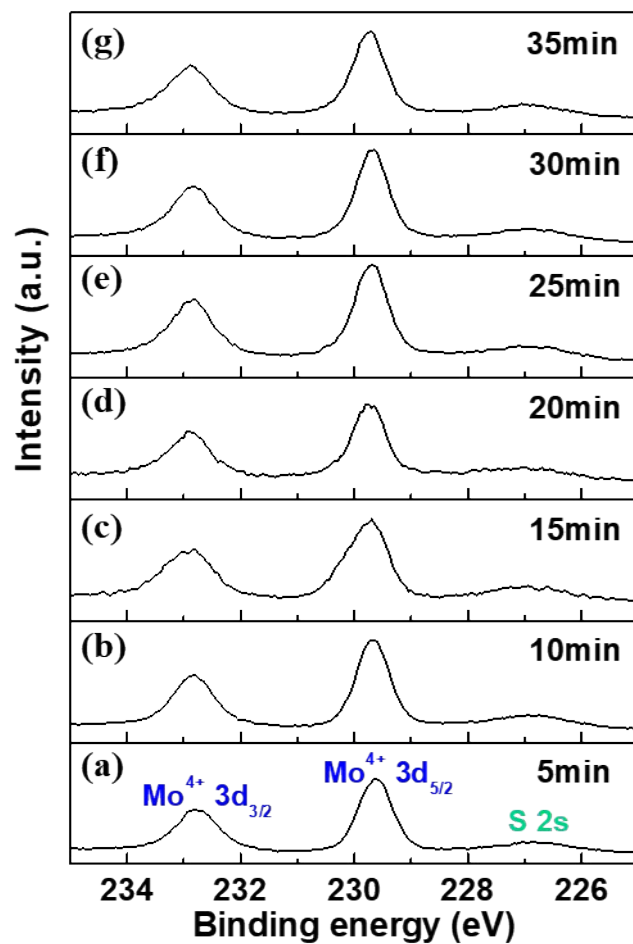 (g) 35min
(f) 30min
(e) 25min
(d) 20min
(c) 15min
(b) 10min
(a) 5min
Mo⁴⁺ 3d₃/₂ Mo⁴⁺ 3d₅/₂ S 2s
Intensity (a.u.)
234 232 230 228 226
Binding energy (eV)